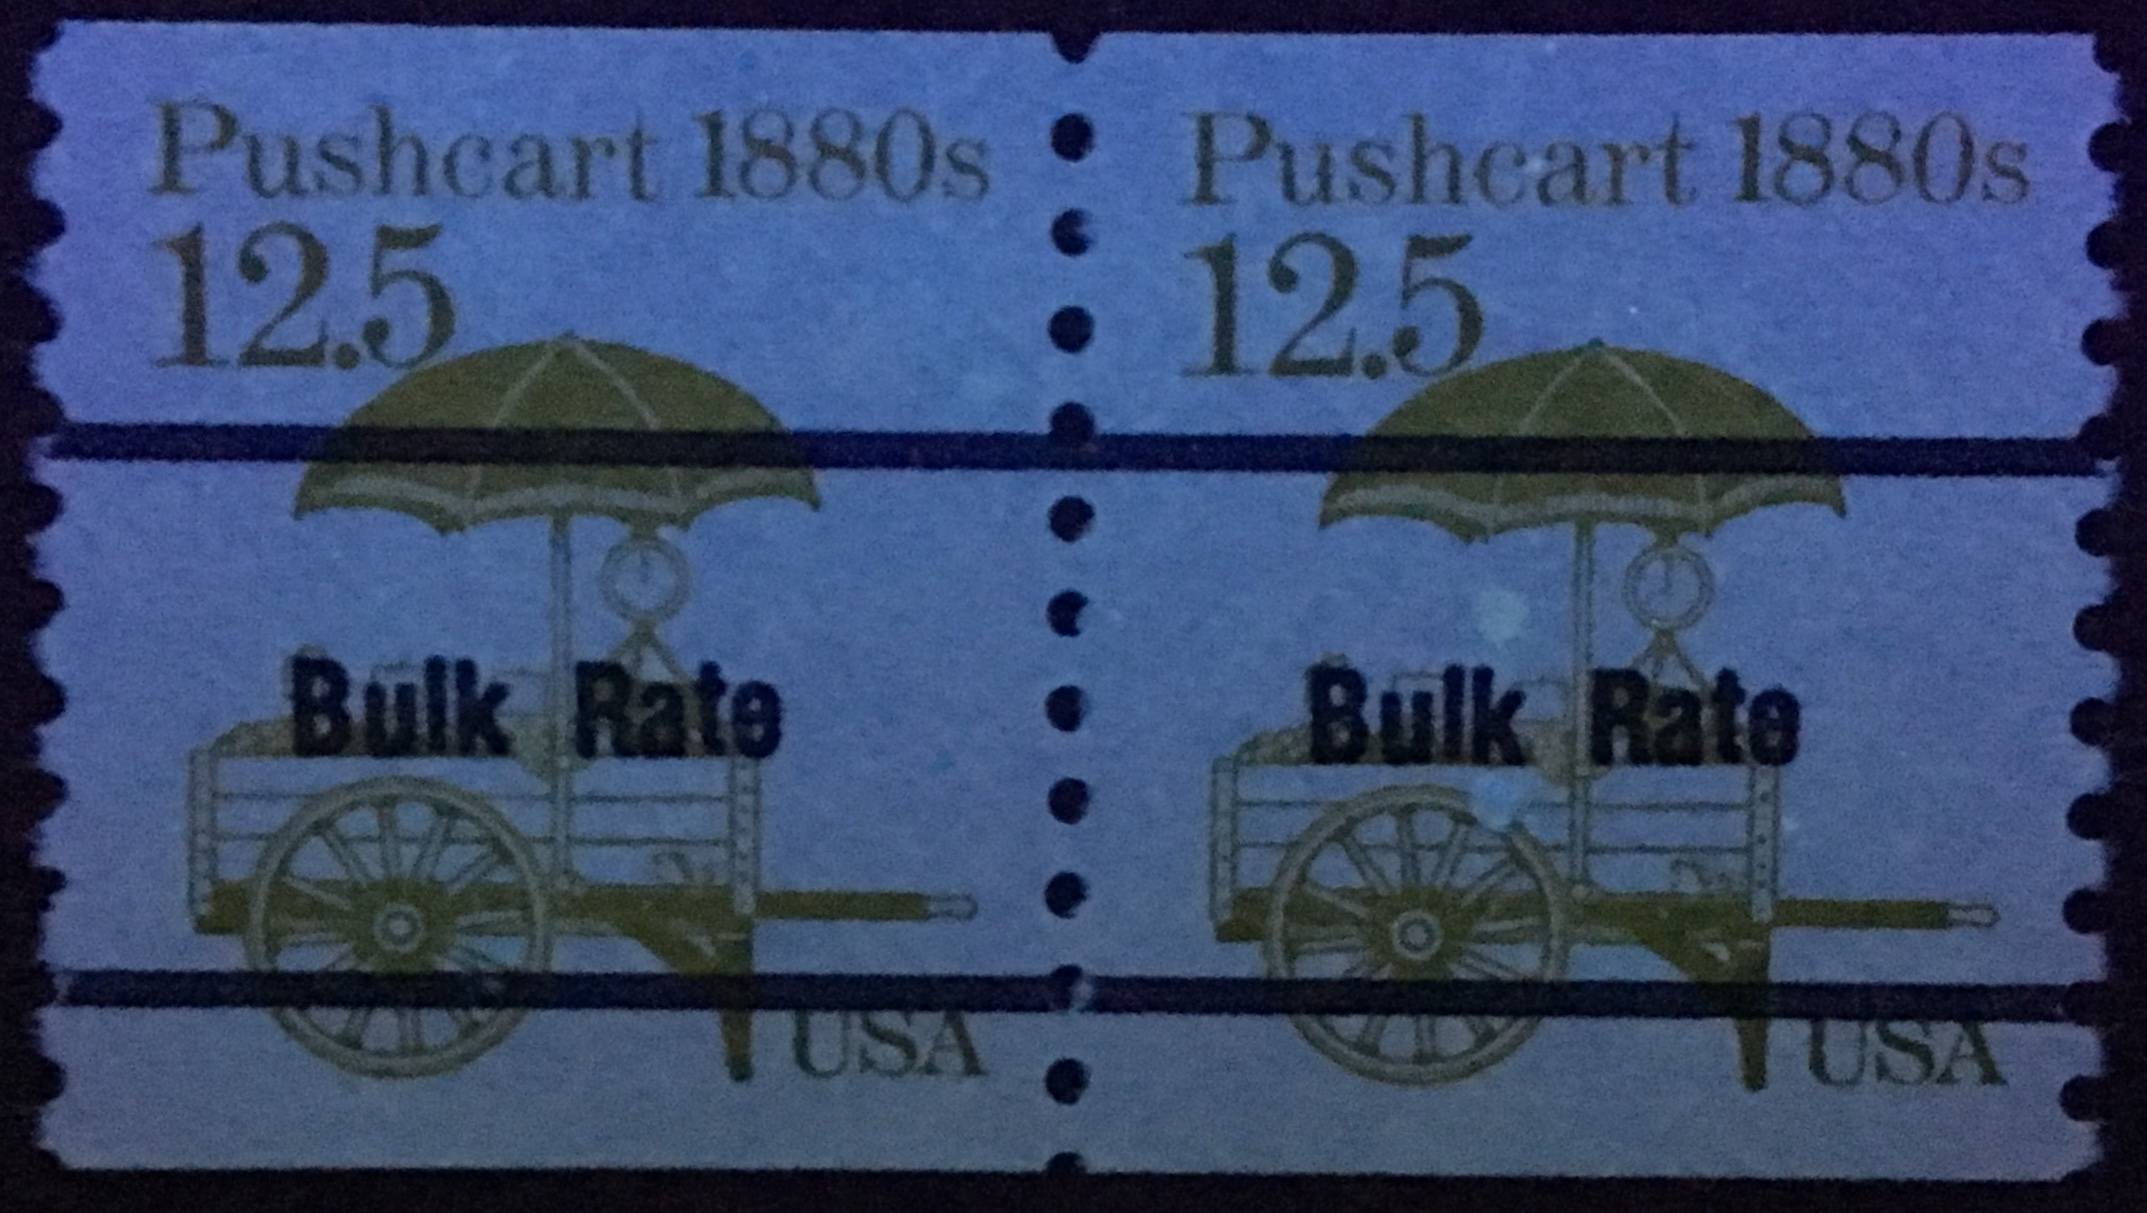 Pushcart 1880s
12.5
Bulk Rate
USA
Pushcart 1880s
12.5
Bulk Rate
USA